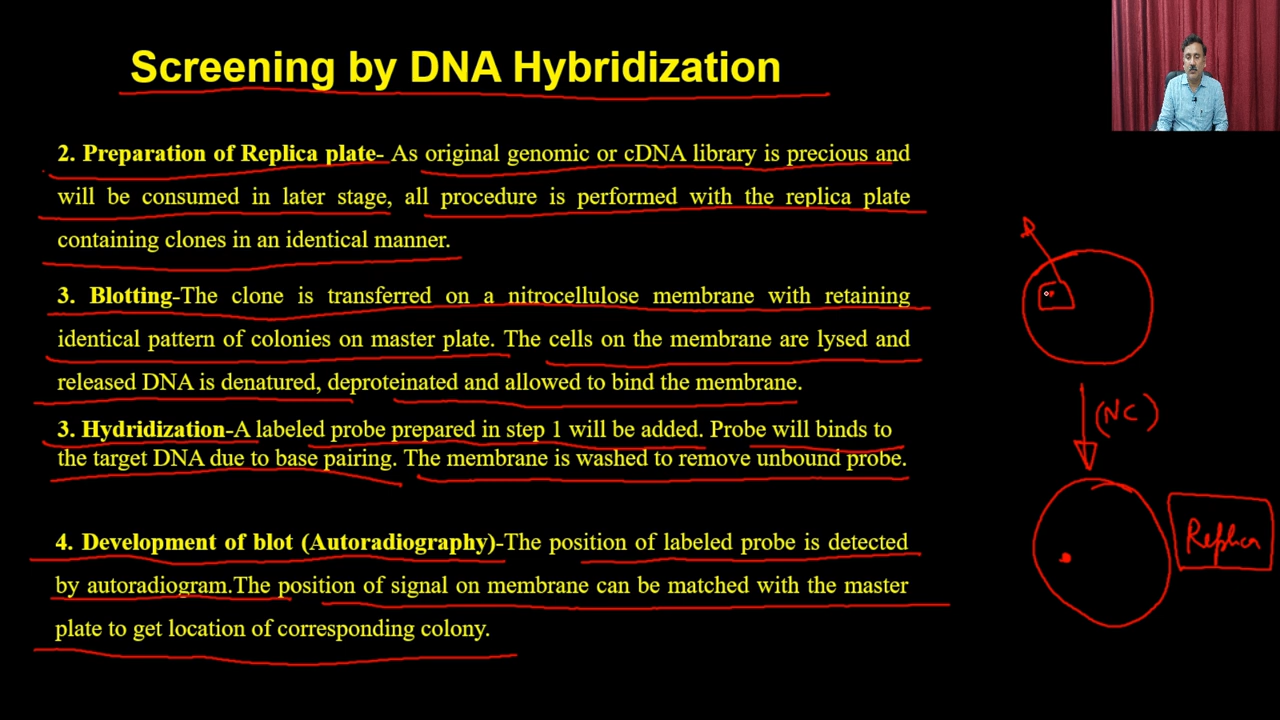 Screening by DNA Hybridization
2. Preparation of Replica plate- As original genomic or cDNA library is precious and
will be consumed in later stage, all procedure is performed with the replica plate
containing clones in an identical manner.
3. Blotting-The clone is transferred on a nitrocellulose membrane with retaining
identical pattern of colonies on master plate. The cells on the membrane are lysed and
released DNA is denatured, deproteinated and allowed to bind the membrane.
3. Hydridization-A labeled probe prepared in step 1 will be added. Probe will binds to
the target DNA due to base pairing. The membrane is washed to remove unbound probe.
4. Development of blot (Autoradiography)-The position of labeled probe is detected
by autoradiogram.The position of signal on membrane can be matched with the master
plate to get location of corresponding colony.
(NC)
Replica